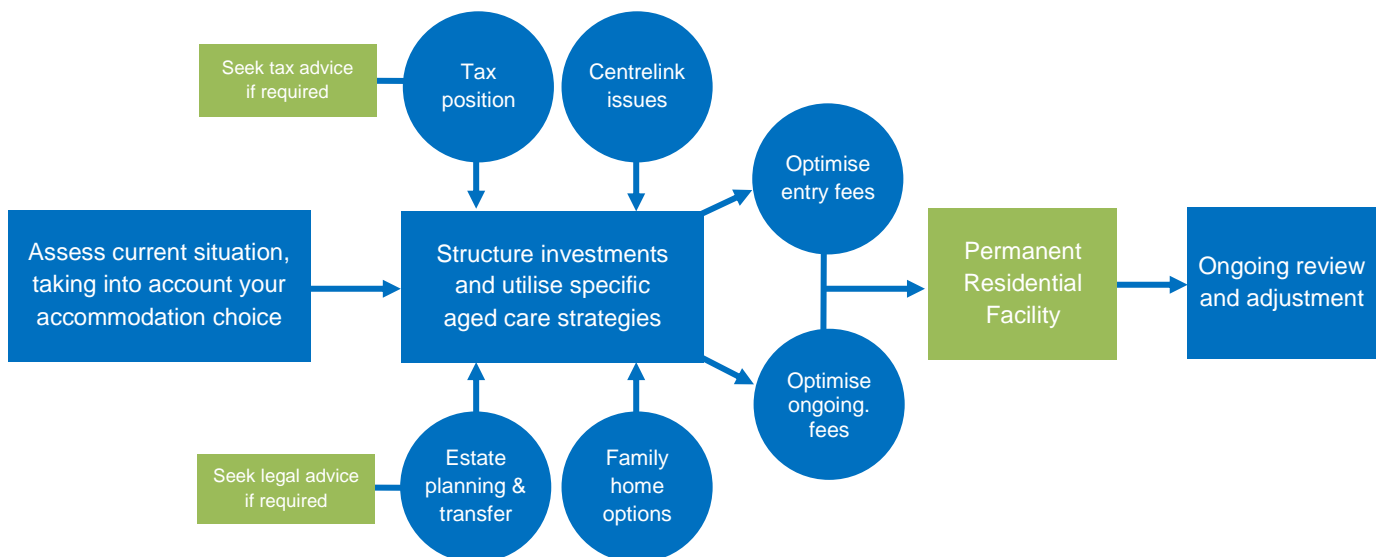 Seek tax advice
if required
Tax
position
Centrelink
issues
Optimise
entry fees
Assess current situation,
taking into account your
accommodation choice
Structure investments
and utilise specific
aged care strategies
Permanent
Residential
Facility
Ongoing review
and adjustment
Optimise
ongoing.
fees
Seek legal advice
if required
Estate
planning &
transfer
Family
home
options